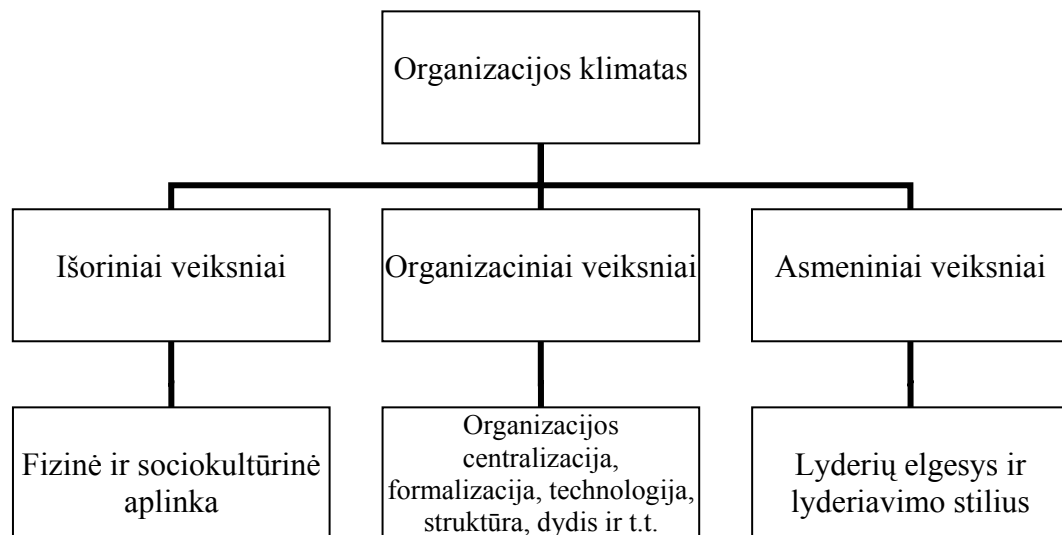 Organizacijos klimatas
Išoriniai veiksniai
Organizaciniai veiksniai
Asmeniniai veiksniai
Fizinė ir sociokultūrinė
aplinka
Organizacijos
centralizacija,
formalizacija, technologija,
struktūra, dydis ir t.t.
Lyderių elgesys ir
lyderiavimo stilius